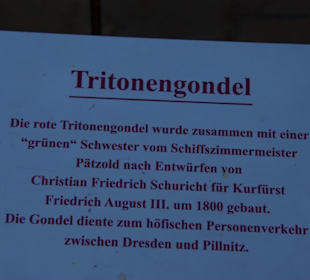 Tritonengondel
Die rote Tritonengondel wurde zusammen mit einer
“grünen” Schwester vom Schiffszimmermeister
Pätzold nach Entwürfen von
Christian Friedrich Schuricht für Kurfürst
Friedrich August III. um 1800 gebaut.
Die Gondel diente zum höfischen Personenverkehr
zwischen Dresden und Pillnitz.